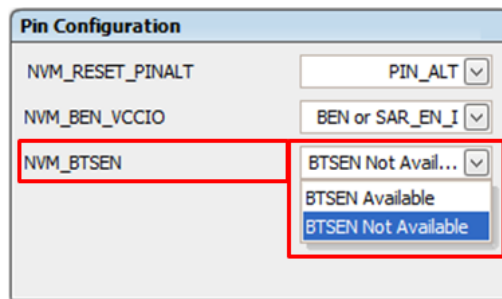 Pin Configuration
NVM_RESET_PINALT PIN_ALT
NVM_BEN_VCCIO BEN or SAR_EN_I
NVM_BTSEN BTSEN Not Avail...
BTSEN Available
BTSEN Not Available